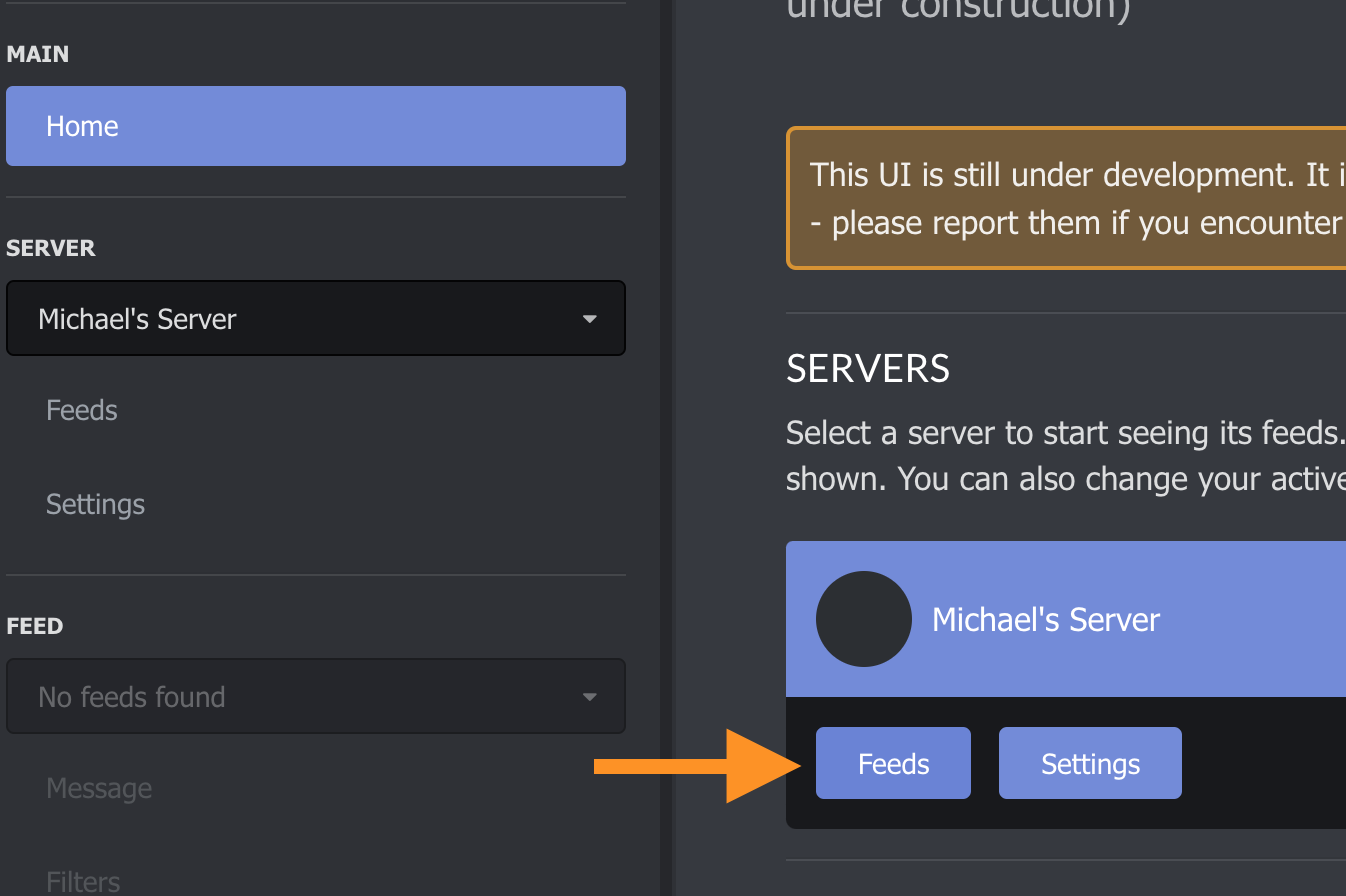 MAIN
Home
SERVER
Michael's Server
Feeds
Settings
FEED
No feeds found
Message
Filters
under construction)
This UI is still under development. It i
- please report them if you encounter
SERVERS
Select a server to start seeing its feeds.
shown. You can also change your active
Michael's Server
Feeds
Settings